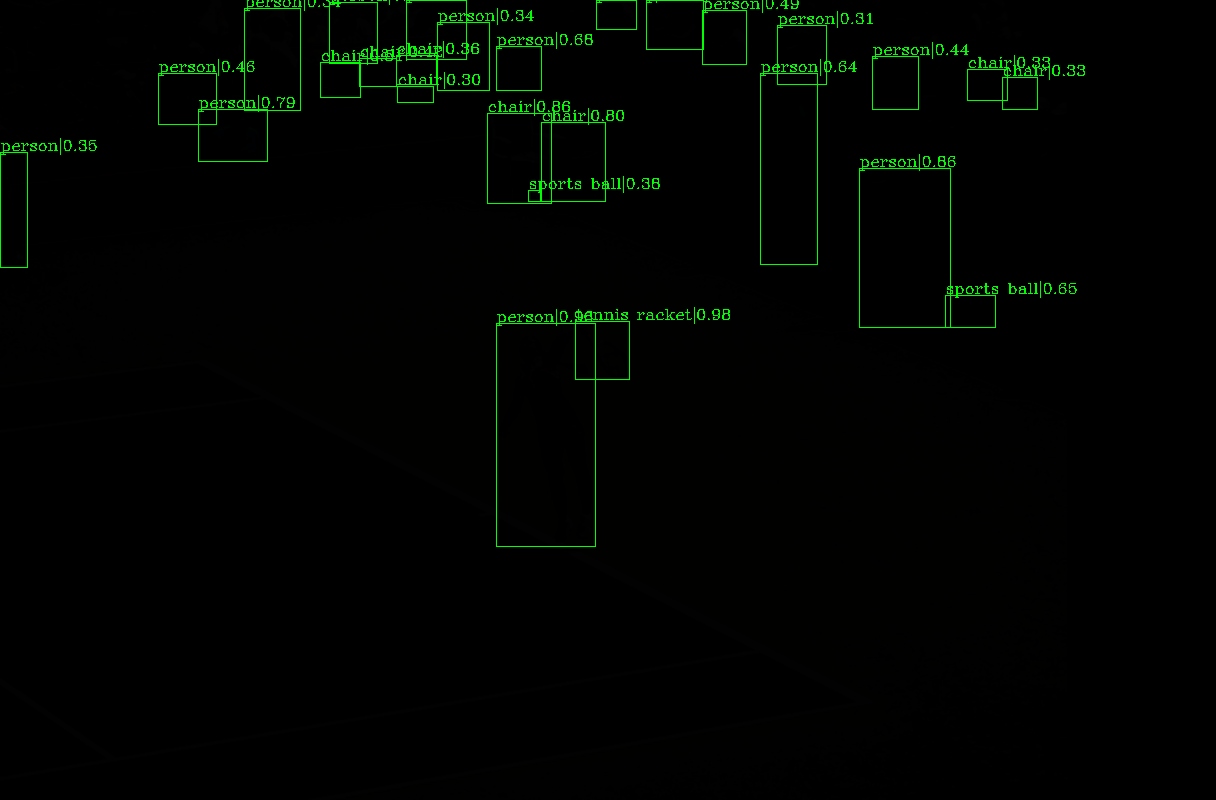 person|0.49
person|0.34
person|0.31
chair|0.36
person|0.66
person|0.44
chair|0.33
chair|0.33
person|0.46
chair|0.30
person|0.64
person|0.79
chair|0.86
chair|0.80
person|0.35
person|0.86
sports ball|0.38
sports ball|0.65
person|0.96
tennis racket|0.98